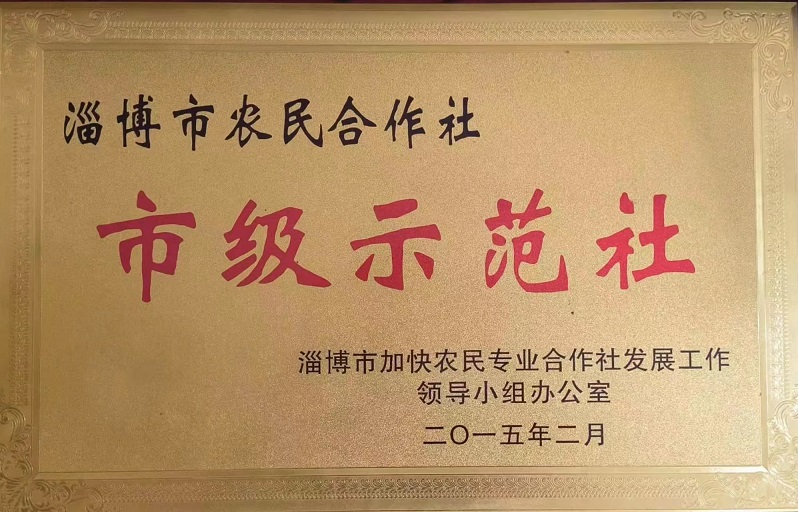 淄博市农民合作社
市级示范社
淄博市加快农民专业合作社发展工作
领导小组办公室
二〇一五年二月